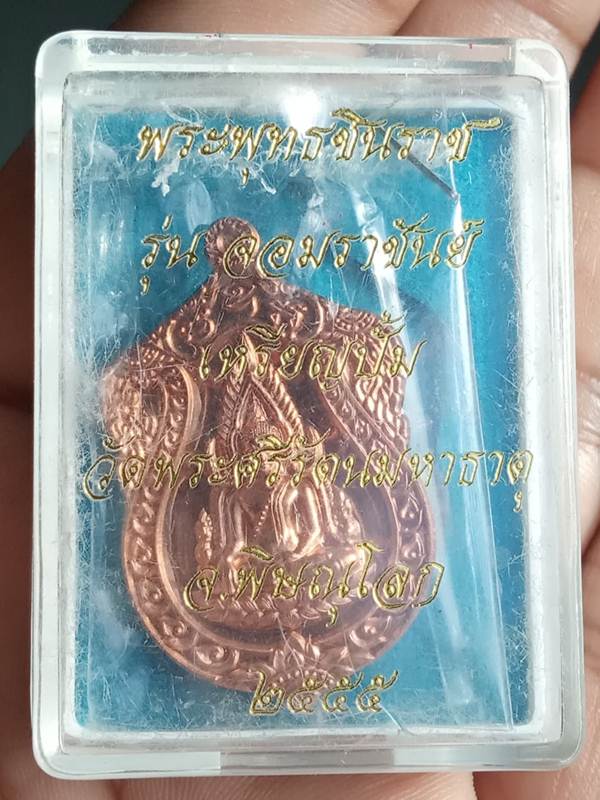 พระพุทธชินราช
รุ่น จอมราชันย์
เหรียญปั๊ม
วัดพระศรีรัตนมหาธาตุ
จ.พิษณุโลก
๒๕๕๕